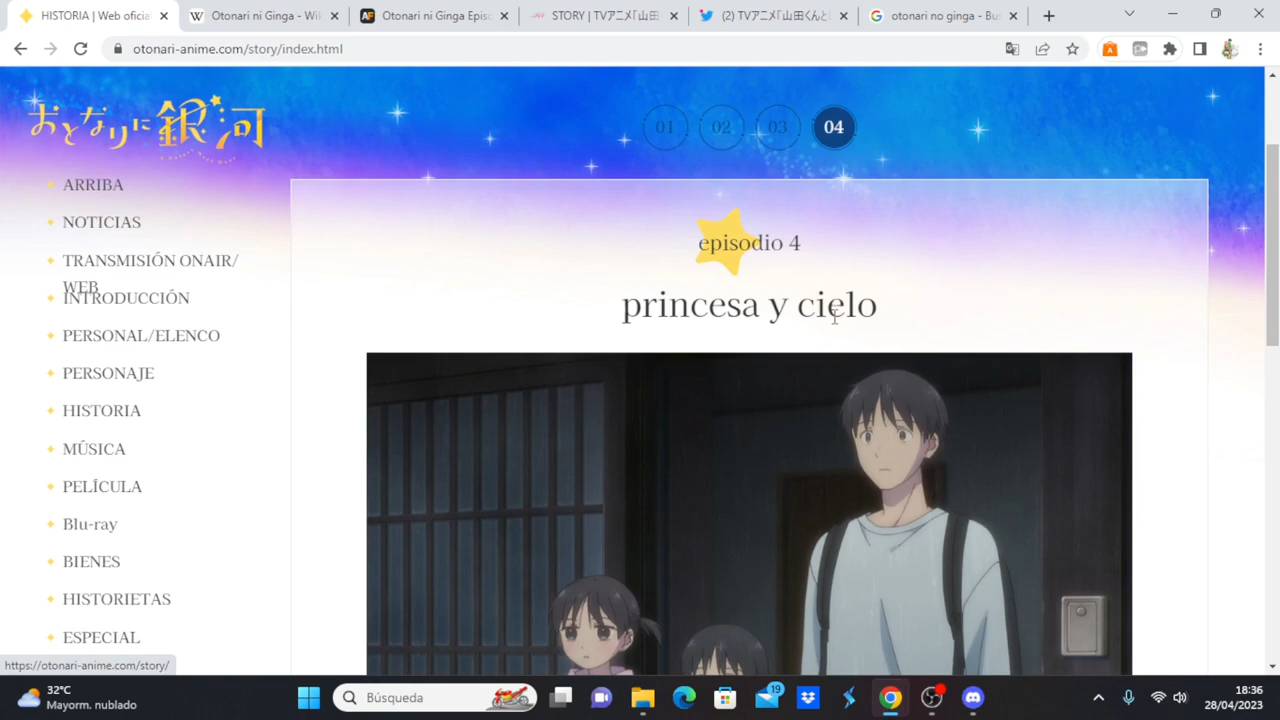 HISTORIA | Web oficia
Otonari ni Ginga - Wi
Otonari ni Ginga Epis
STORY | TVアニメ「山田
(2) TVアニメ「山田くんと
otonari no ginga - Bu
otonari-anime.com/story/index.html
おとなりに銀河
01 02 03 04
ARRIBA
NOTICIAS
TRANSMISIÓN ONAIR/
WEB
INTRODUCCIÓN
PERSONAL/ELENCO
PERSONAJE
HISTORIA
MÚSICA
PELÍCULA
Blu-ray
BIENES
HISTORIETAS
ESPECIAL
episodio 4
princesa y cielo
https://otonari-anime.com/story/
32°C
Mayorm. nublado
Búsqueda
19
18:36
28/04/2023